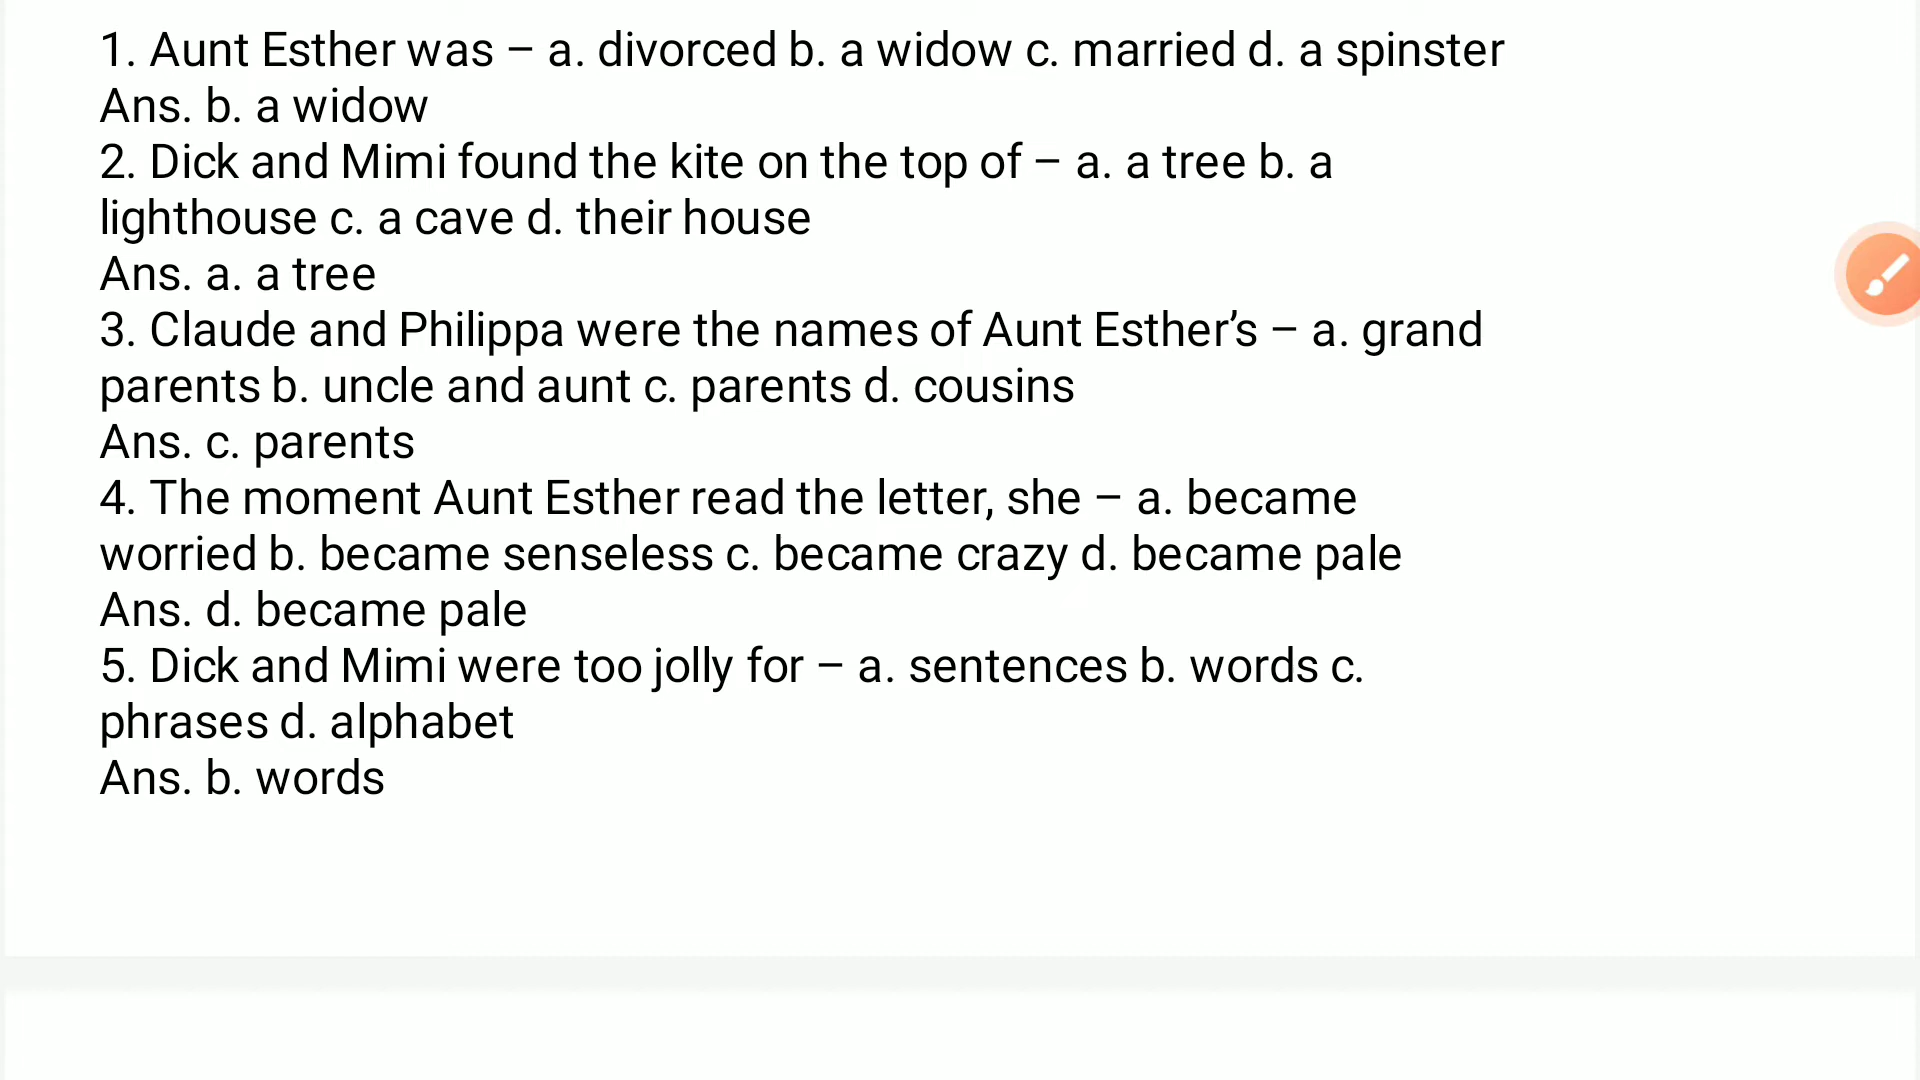 1. Aunt Esther was – a. divorced b. a widow c. married d. a spinster
Ans. b. a widow
2. Dick and Mimi found the kite on the top of – a. a tree b. a
lighthouse c. a cave d. their house
Ans. a. a tree
3. Claude and Philippa were the names of Aunt Esther’s – a. grand
parents b. uncle and aunt c. parents d. cousins
Ans. c. parents
4. The moment Aunt Esther read the letter, she – a. became
worried b. became senseless c. became crazy d. became pale
Ans. d. became pale
5. Dick and Mimi were too jolly for – a. sentences b. words c.
phrases d. alphabet
Ans. b. words